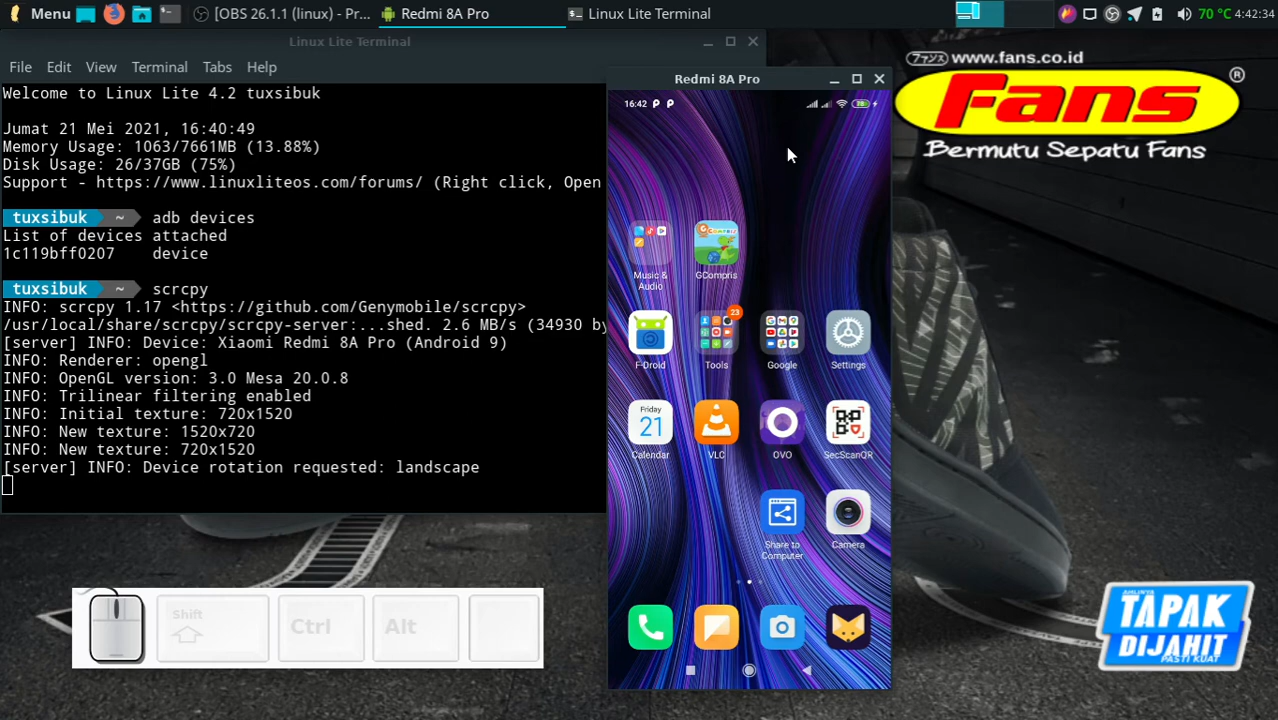 Menu
[OBS 26.1.1 (linux) - Pr...
Redmi 8A Pro
Linux Lite Terminal
70 °C
4:42:34
Linux Lite Terminal
File Edit View Terminal Tabs Help
Welcome to Linux Lite 4.2 tuxsibuk
Jumat 21 Mei 2021, 16:40:49
Memory Usage: 1063/7661MB (13.88%)
Disk Usage: 26/37GB (75%)
Support - https://www.linuxliteos.com/forums/ (Right click, Open
tuxsibuk ~ adb devices
List of devices attached
1c119bff0207 device
tuxsibuk ~ scrcpy
INFO: scrcpy 1.17 <https://github.com/Genymobile/scrcpy>
/usr/local/share/scrcpy/scrcpy-server:...shed. 2.6 MB/s (34930 by
[server] INFO: Device: Xiaomi Redmi 8A Pro (Android 9)
INFO: Renderer: opengl
INFO: OpenGL version: 3.0 Mesa 20.0.8
INFO: Trilinear filtering enabled
INFO: Initial texture: 720x1520
INFO: New texture: 1520x720
INFO: New texture: 720x1520
[server] INFO: Device rotation requested: landscape
Shift
Ctrl
Alt
Redmi 8A Pro
16:42
Music & Audio
GCompris
F-Droid
23
Tools
Google
Settings
Friday
21
Calendar
VLC
OVO
SecScanQR
Share to Computer
Camera
ファンス www.fans.co.id
Fans ®
Bermutu Sepatu Fans
AHLINYA
TAPAK
DIJAHIT
PASTI KUAT